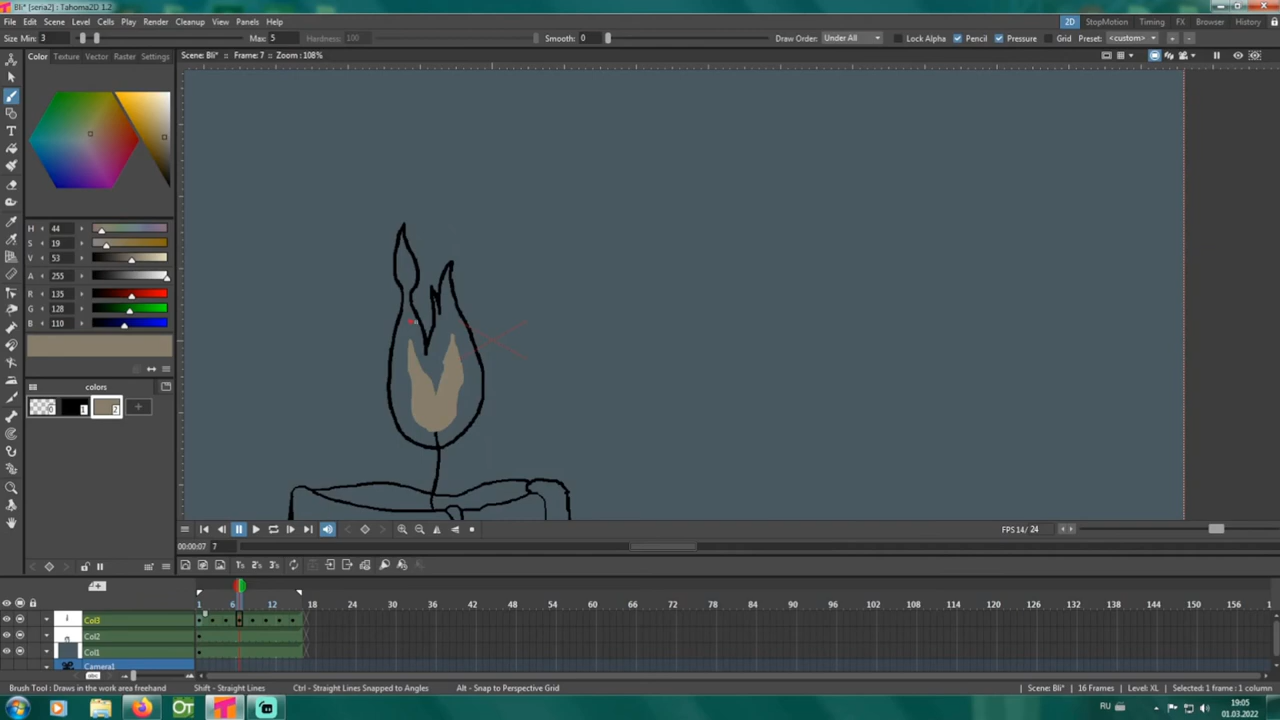 Bli* [seria2] : Tahoma2D 1.2
File Edit Scene Level Cells Play Render Cleanup View Panels Help
2D StopMotion Timing FX Browser History
Size Min: 3 Max: 5 Hardness: 100 Smooth: 0 Draw Order: Under All Lock Alpha Pencil Pressure Grid Preset: <custom>
Color Texture Vector Raster Settings
Scene: Bli* :: Frame: 7 :: Zoom : 108%
H 44
S 19
V 53
A 255
R 135
G 128
B 110
colors
0 1 2 +
FPS 14 / 24
00:00:07 7
1's 2's 3's
1 6 12 18 24 30 36 42 48 54 60 66 72 78 84 90 96 102 108 114 120 126 132 138 144 150 156
Col3
Col2
Col1
Camera1
abc
Brush Tool : Draws in the work area freehand Shift - Straight Lines Ctrl - Straight Lines Snapped to Angles Alt - Snap to Perspective Grid Scene: Bli* | 16 Frames | Level: XL | Selected: 1 frame : 1 column
RU 19:05
01.03.2022